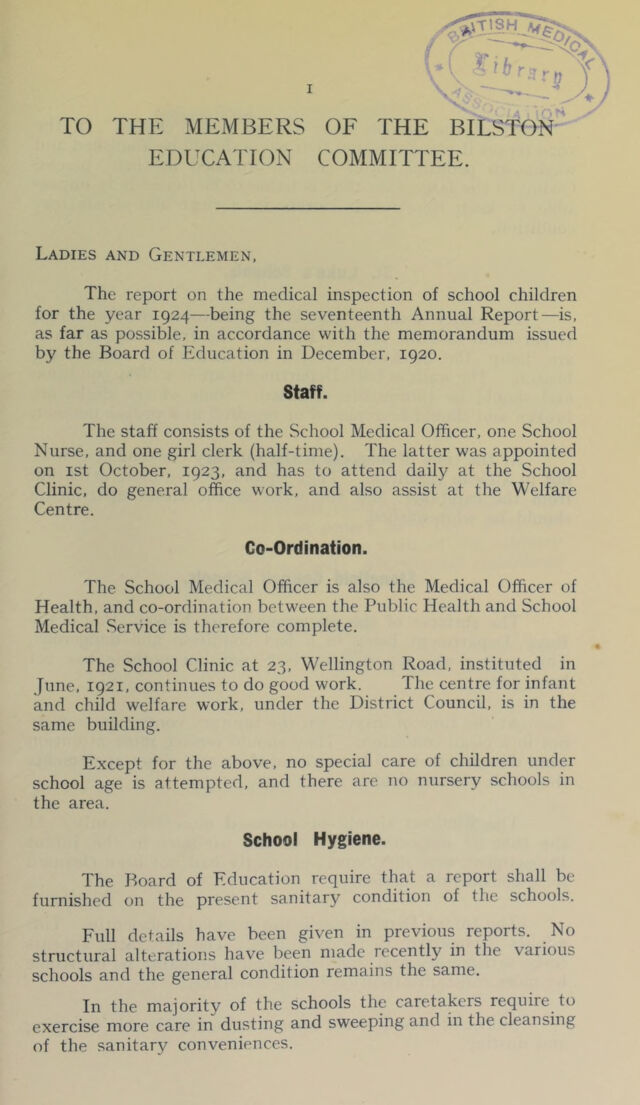 BRITISH MEDICAL
Library
ASSOCIATION
1
TO THE MEMBERS OF THE BILSTON
EDUCATION COMMITTEE.
LADIES AND GENTLEMEN,
The report on the medical inspection of school children
for the year 1924—being the seventeenth Annual Report—is,
as far as possible, in accordance with the memorandum issued
by the Board of Education in December, 1920.
Staff.
The staff consists of the School Medical Officer, one School
Nurse, and one girl clerk (half-time). The latter was appointed
on 1st October, 1923, and has to attend daily at the School
Clinic, do general office work, and also assist at the Welfare
Centre.
Co-Ordination.
The School Medical Officer is also the Medical Officer of
Health, and co-ordination between the Public Health and School
Medical Service is therefore complete.
The School Clinic at 23, Wellington Road, instituted in
June, 1921, continues to do good work. The centre for infant
and child welfare work, under the District Council, is in the
same building.
Except for the above, no special care of children under
school age is attempted, and there are no nursery schools in
the area.
School Hygiene.
The Board of Education require that a report shall be
furnished on the present sanitary condition of the schools.
Full details have been given in previous reports. No
structural alterations have been made recently in the various
schools and the general condition remains the same.
In the majority of the schools the caretakers require to
exercise more care in dusting and sweeping and in the cleansing
of the sanitary conveniences.